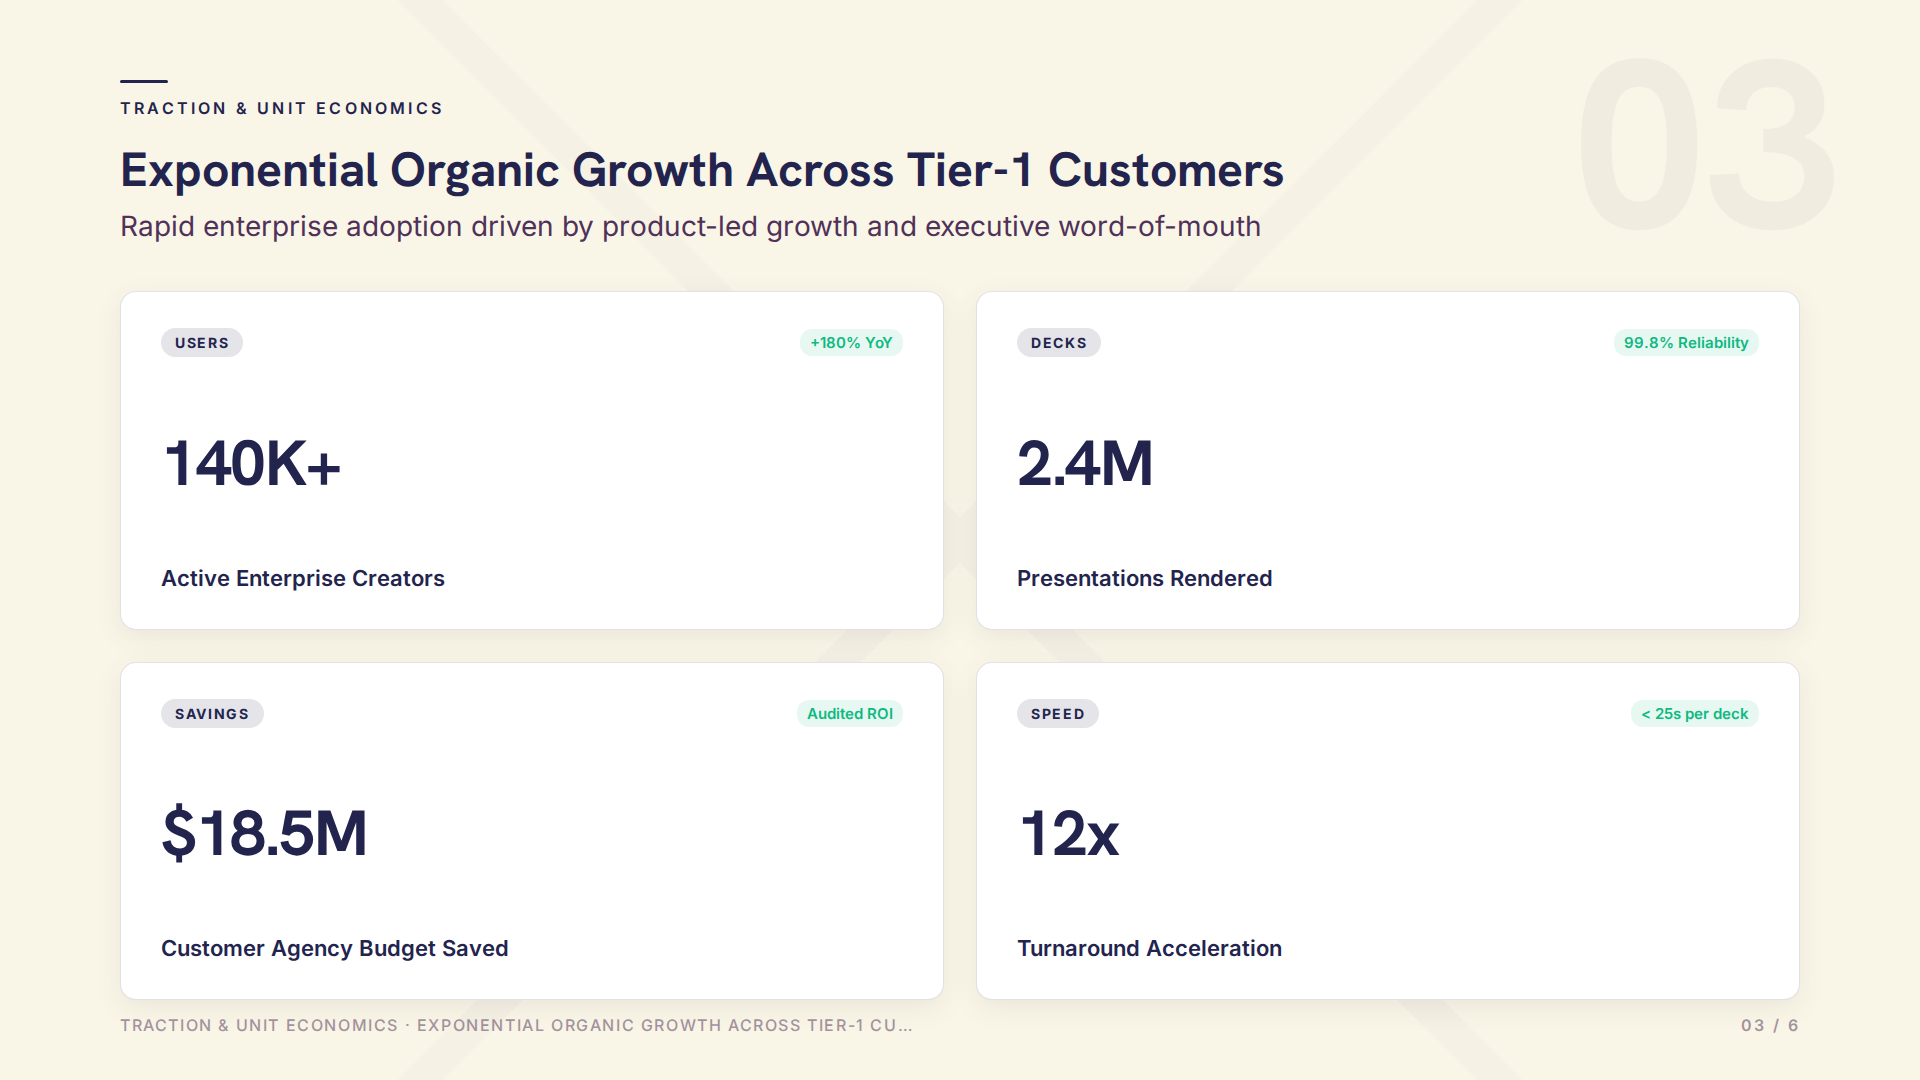 03
TRACTION & UNIT ECONOMICS
Exponential Organic Growth Across Tier-1 Customers
Rapid enterprise adoption driven by product-led growth and executive word-of-mouth
USERS
+180% YoY
140K+
Active Enterprise Creators
DECKS
99.8% Reliability
2.4M
Presentations Rendered
SAVINGS
Audited ROI
$18.5M
Customer Agency Budget Saved
SPEED
< 25s per deck
12x
Turnaround Acceleration
TRACTION & UNIT ECONOMICS · EXPONENTIAL ORGANIC GROWTH ACROSS TIER-1 CU...
03 / 6